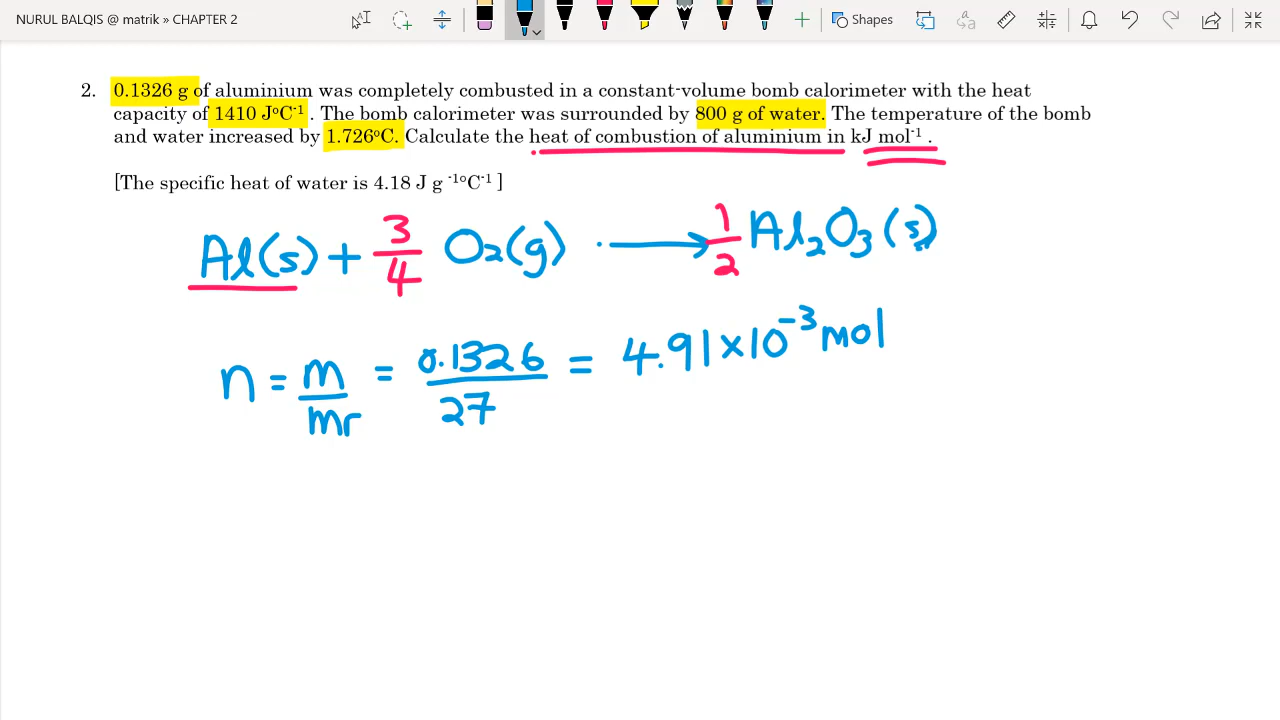 NURUL BALQIS @ matrik » CHAPTER 2
Shapes
2. 0.1326 g of aluminium was completely combusted in a constant-volume bomb calorimeter with the heat
capacity of 1410 JºC⁻¹ . The bomb calorimeter was surrounded by 800 g of water. The temperature of the bomb
and water increased by 1.726ºC. Calculate the heat of combustion of aluminium in kJ mol⁻¹ .
[The specific heat of water is 4.18 J g ⁻¹ºC⁻¹ ]
Al(s) + 3/4 O₂(g) → 1/2 Al₂O₃(s)
n = m/mr = 0.1326/27 = 4.91×10⁻³ mol